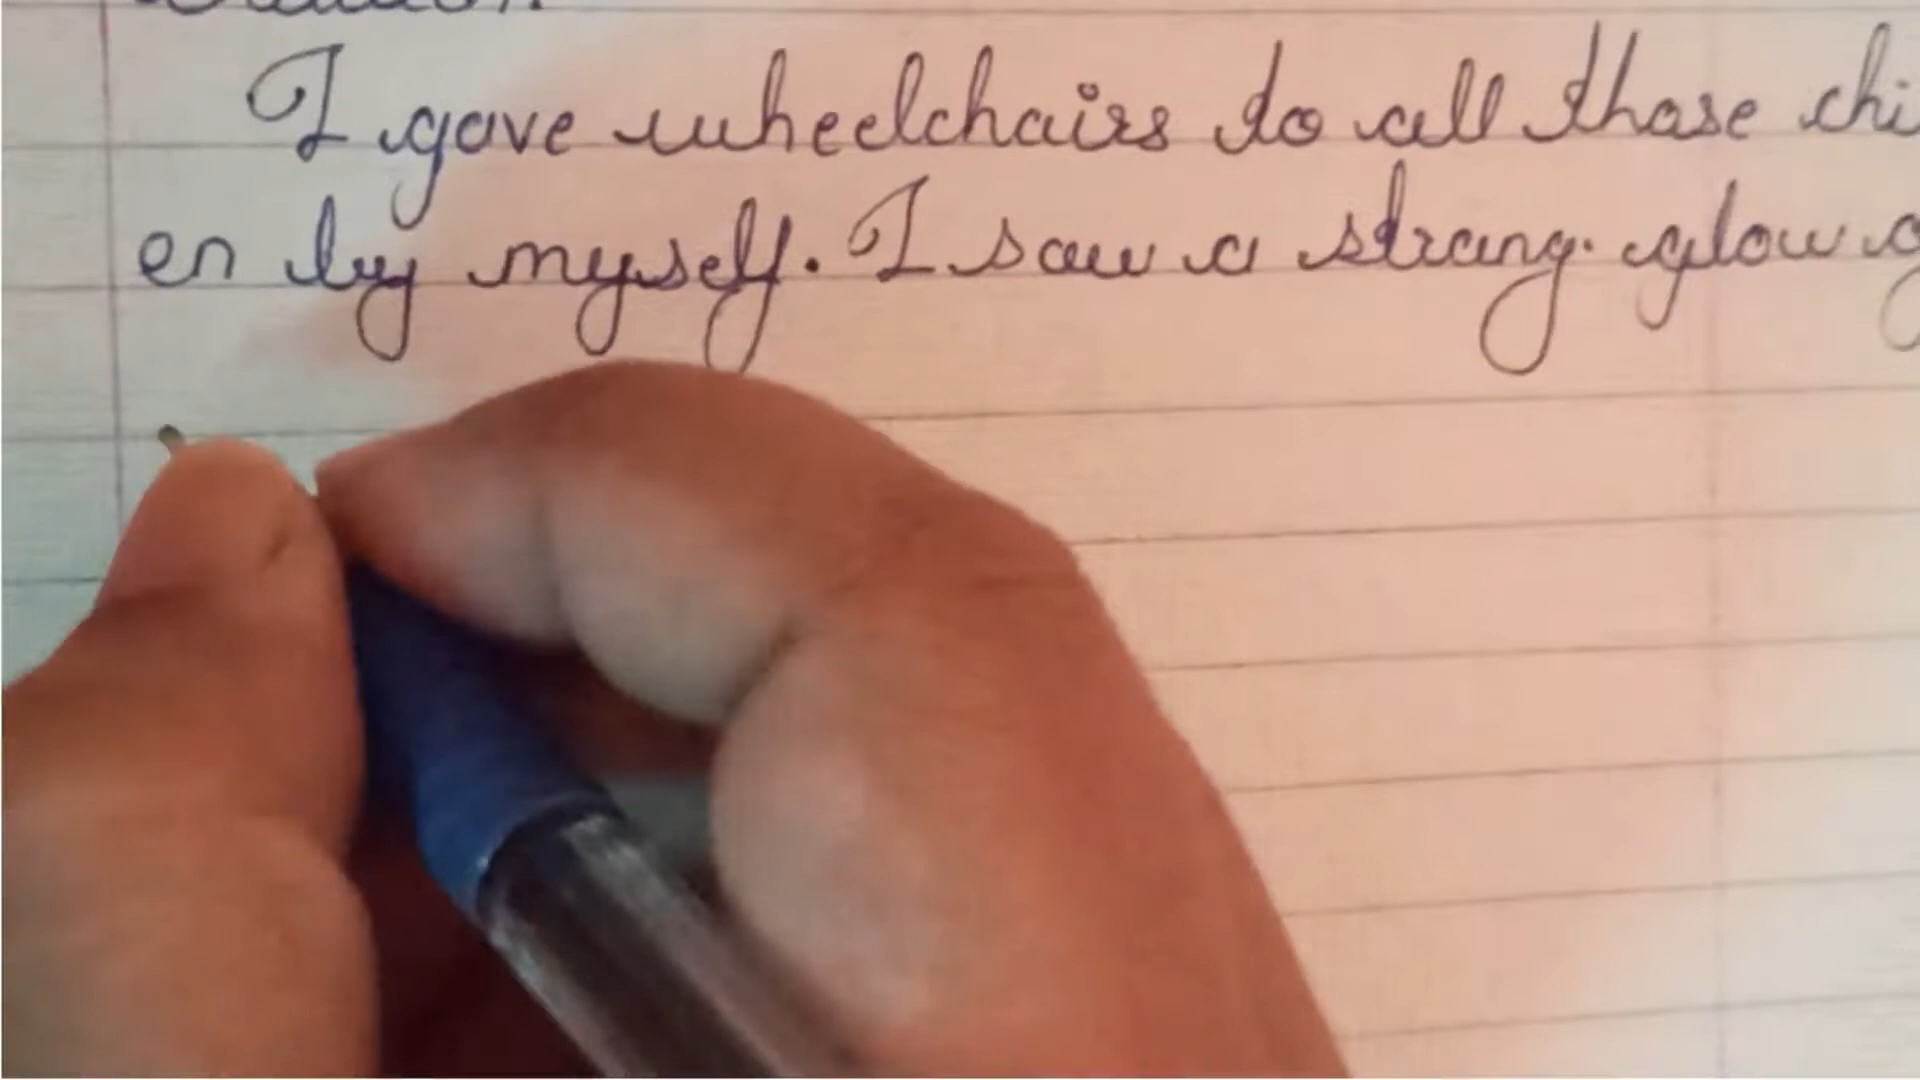 I gave wheelchairs to all those chi
en by myself. I saw a strang. glow